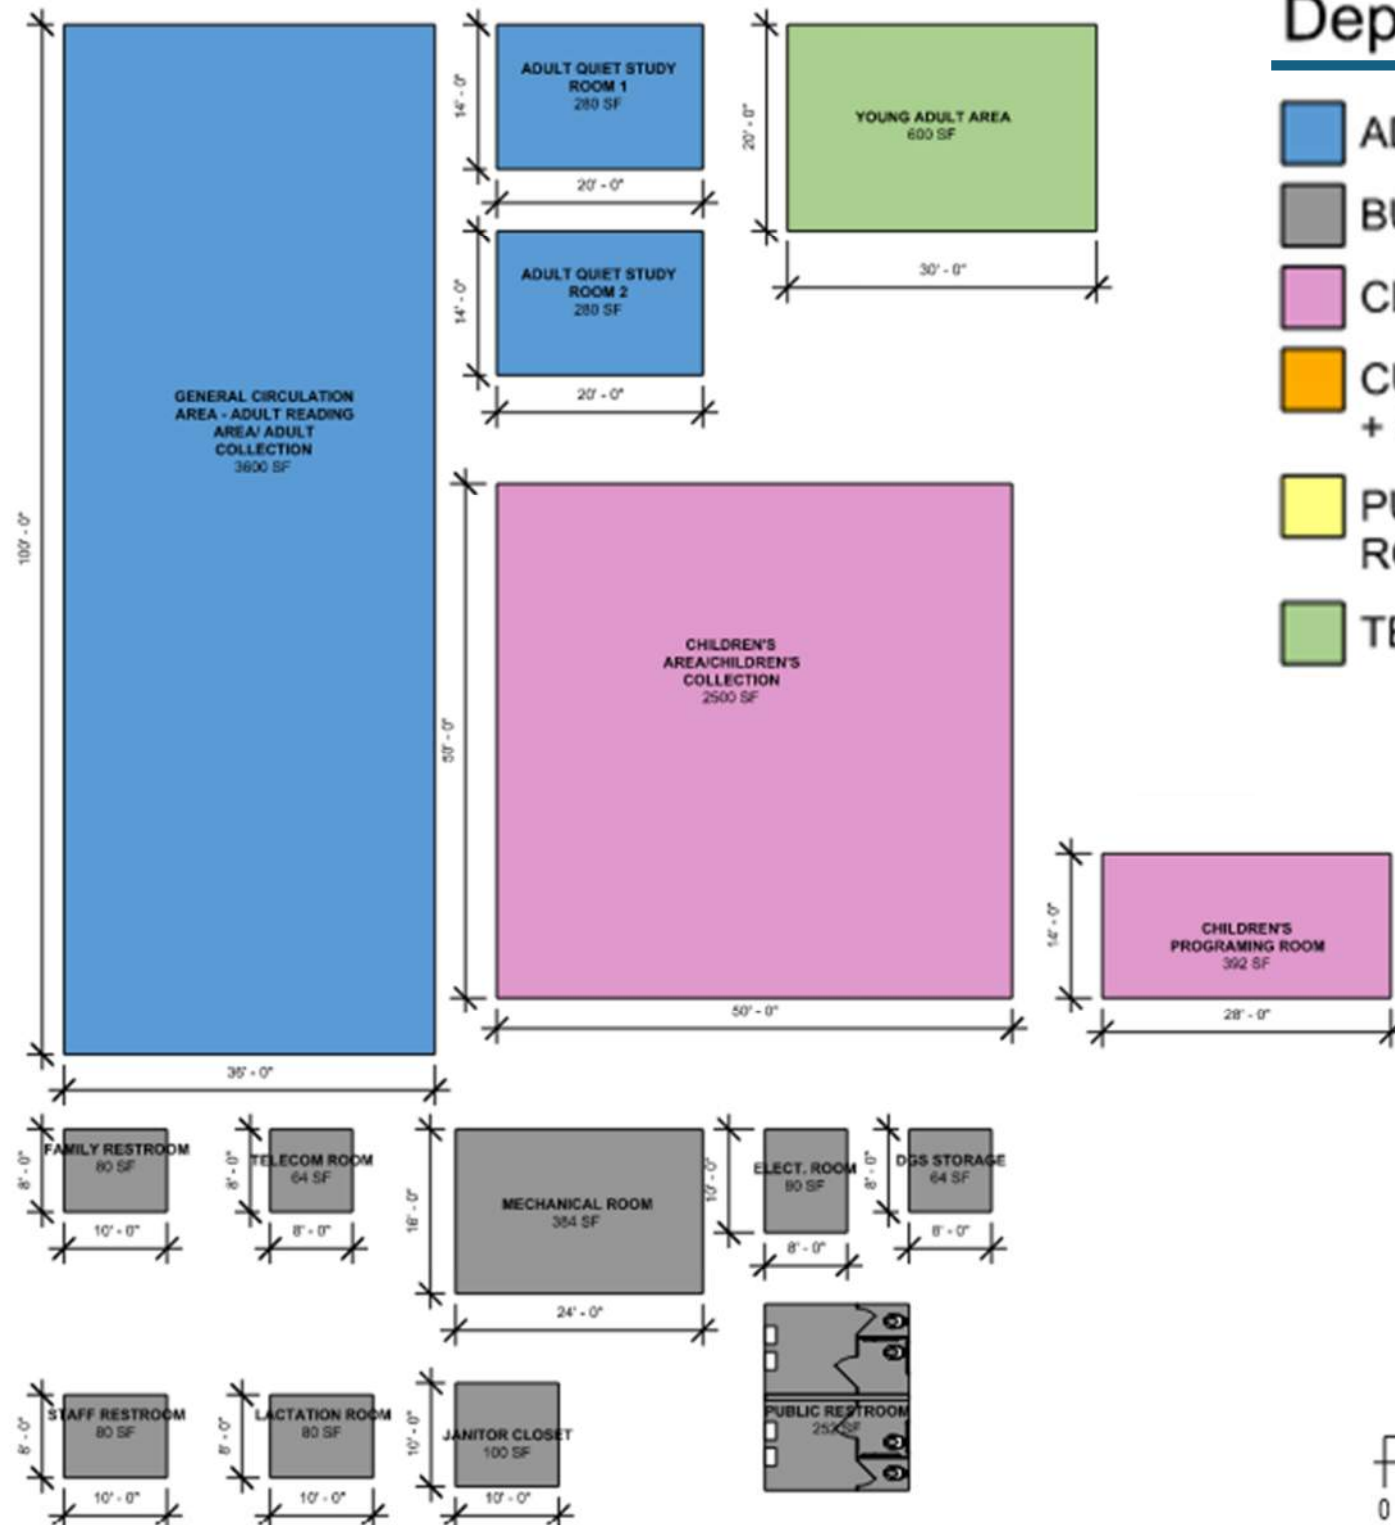 Dep
100' - 0"
GENERAL CIRCULATION
AREA - ADULT READING
AREA/ ADULT
COLLECTION
3600 SF
36' - 0"
14' - 0"
ADULT QUIET STUDY
ROOM 1
280 SF
20' - 0"
14' - 0"
ADULT QUIET STUDY
ROOM 2
280 SF
20' - 0"
20' - 0"
YOUNG ADULT AREA
600 SF
30' - 0"
+
50' - 0"
CHILDREN'S
AREA/CHILDREN'S
COLLECTION
2500 SF
50' - 0"
14' - 0"
CHILDREN'S
PROGRAMING ROOM
392 SF
28' - 0"
8' - 0"
FAMILY RESTROOM
80 SF
10' - 0"
8' - 0"
TELECOM ROOM
64 SF
8' - 0"
16' - 0"
MECHANICAL ROOM
384 SF
24' - 0"
10' - 0"
ELECT. ROOM
80 SF
8' - 0"
8' - 0"
DGS STORAGE
64 SF
8' - 0"
8' - 0"
STAFF RESTROOM
80 SF
10' - 0"
8' - 0"
LACTATION ROOM
80 SF
10' - 0"
10' - 0"
JANITOR CLOSET
100 SF
10' - 0"
PUBLIC RESTROOM
252 SF
0